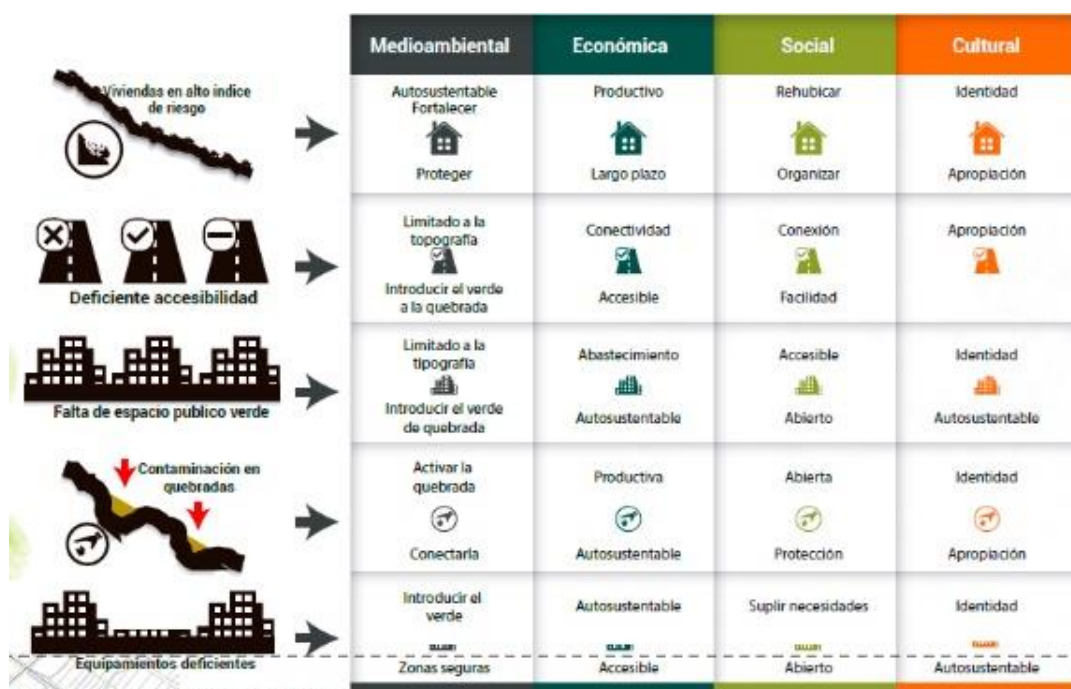 Medioambiental Económica Social Cultural
Viviendas en alto indice
de riesgo
Autosustentable
Fortalecer
Proteger
Productivo
Largo plazo
Rehubicar
Organizar
Identidad
Apropiación
Deficiente accesibilidad
Limitado a la
topografía
Introducir el verde
a la quebrada
Conectividad
Accesible
Conexión
Facilidad
Apropiación
Falta de espacio publico verde
Limitado a la
tipografía
Introducir el verde
de quebrada
Abastecimiento
Autosustentable
Accesible
Abierto
Identidad
Autosustentable
Contaminación en
quebradas
Activar la
quebrada
Conectarla
Productiva
Autosustentable
Abierta
Protección
Identidad
Apropiación
Equipamientos deficientes
Introducir el
verde
Zonas seguras
Autosustentable
Accesible
Suplir necesidades
Abierto
Identidad
Autosustentable